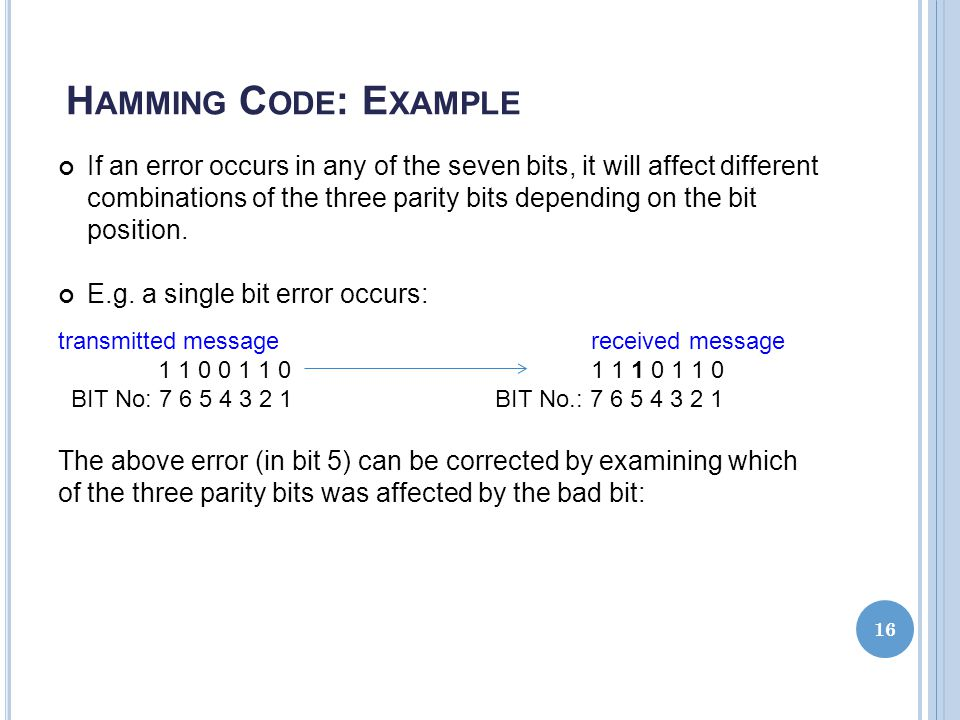 HAMMING CODE: EXAMPLE
If an error occurs in any of the seven bits, it will affect different
combinations of the three parity bits depending on the bit
position.
E.g. a single bit error occurs:
transmitted message received message
1 1 0 0 1 1 0 1 1 1 0 1 1 0
BIT No: 7 6 5 4 3 2 1 BIT No.: 7 6 5 4 3 2 1
The above error (in bit 5) can be corrected by examining which
of the three parity bits was affected by the bad bit:
16